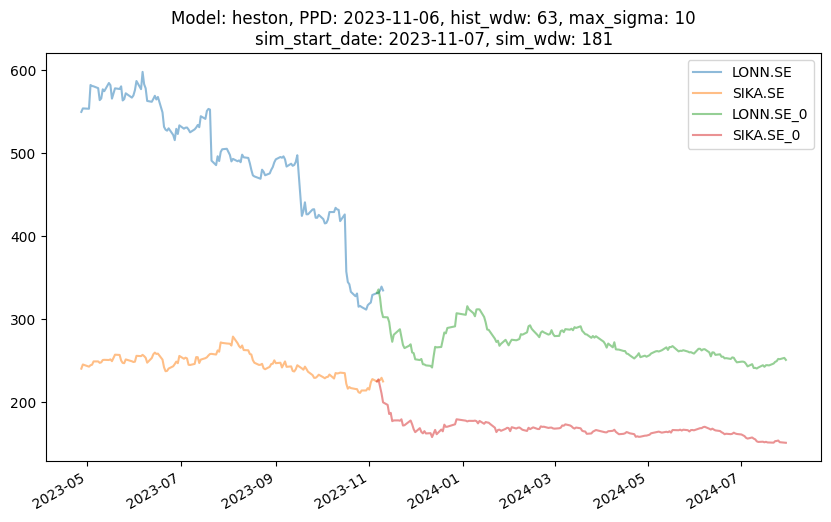 Model: heston, PPD: 2023-11-06, hist_wdw: 63, max_sigma: 10
sim_start_date: 2023-11-07, sim_wdw: 181
LONN.SE
SIKA.SE
LONN.SE_0
SIKA.SE_0
600
500
400
300
200
2023-05
2023-07
2023-09
2023-11
2024-01
2024-03
2024-05
2024-07